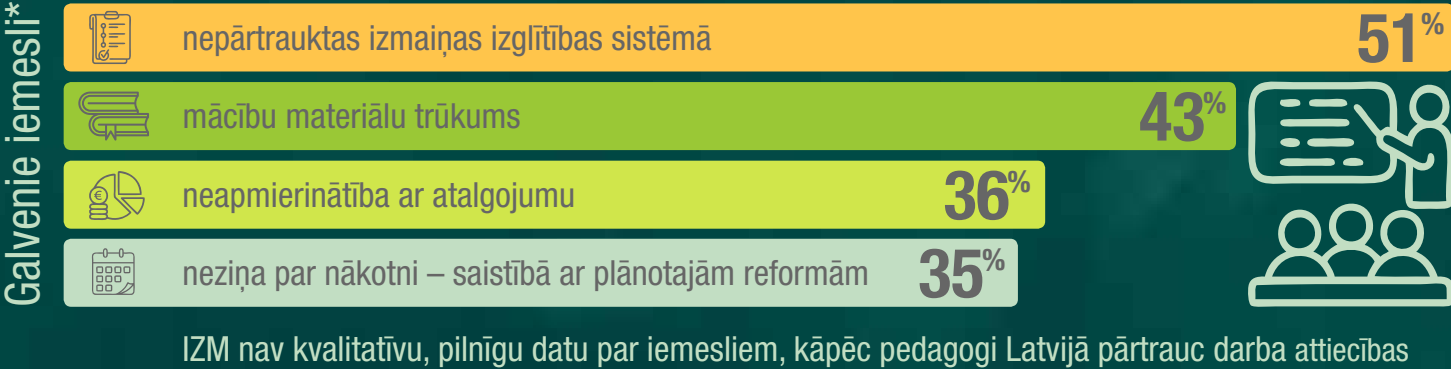 Galvenie iemesli*
nepārtrauktas izmaiņas izglītības sistēmā 51%
mācību materiālu trūkums 43%
neapmierinātība ar atalgojumu 36%
neziņa par nākotni – saistībā ar plānotajām reformām 35%
IZM nav kvalitatīvu, pilnīgu datu par iemesliem, kāpēc pedagogi Latvijā pārtrauc darba attiecības